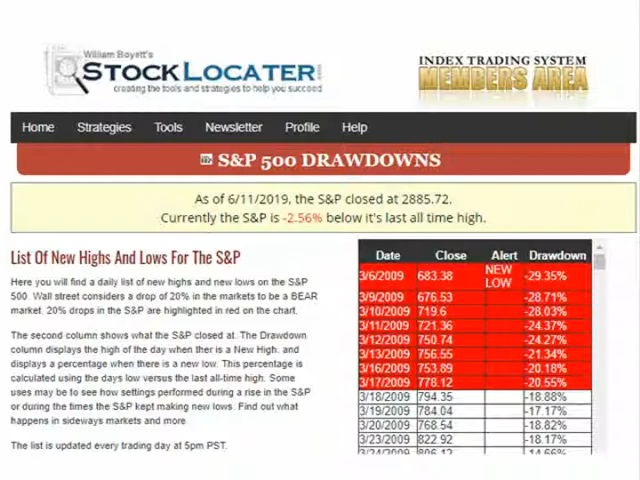 William Boyett's
STOCKLOCATER.com
creating the tools and strategies to help you succeed
INDEX TRADING SYSTEM
MEMBERS AREA
Home Strategies Tools Newsletter Profile Help
S&P 500 DRAWDOWNS
As of 6/11/2019, the S&P closed at 2885.72.
Currently the S&P is -2.56% below it's last all time high.
List Of New Highs And Lows For The S&P
Here you will find a daily list of new highs and new lows on the S&P
500. Wall street considers a drop of 20% in the markets to be a BEAR
market. 20% drops in the S&P are highlighted in red on the chart.
The second column shows what the S&P closed at. The Drawdown
column displays the high of the day when ther is a New High, and
displays a percentage when there is a new low. This percentage is
calculated using the days low versus the last all-time high. Some
uses may be to see how settings performed during a rise in the S&P
or during the times the S&P kept making new lows. Find out what
happens in sideways markets and more.
The list is updated every trading day at 5pm PST.
Date Close Alert Drawdown
3/6/2009 683.38 NEW LOW -29.35%
3/9/2009 676.53 -28.71%
3/10/2009 719.6 -28.03%
3/11/2009 721.36 -24.37%
3/12/2009 750.74 -24.27%
3/13/2009 756.55 -21.34%
3/16/2009 753.89 -20.18%
3/17/2009 778.12 -20.55%
3/18/2009 794.35 -18.88%
3/19/2009 784.04 -17.17%
3/20/2009 768.54 -18.82%
3/23/2009 822.92 -18.17%
3/24/2009 806.12 -14.66%